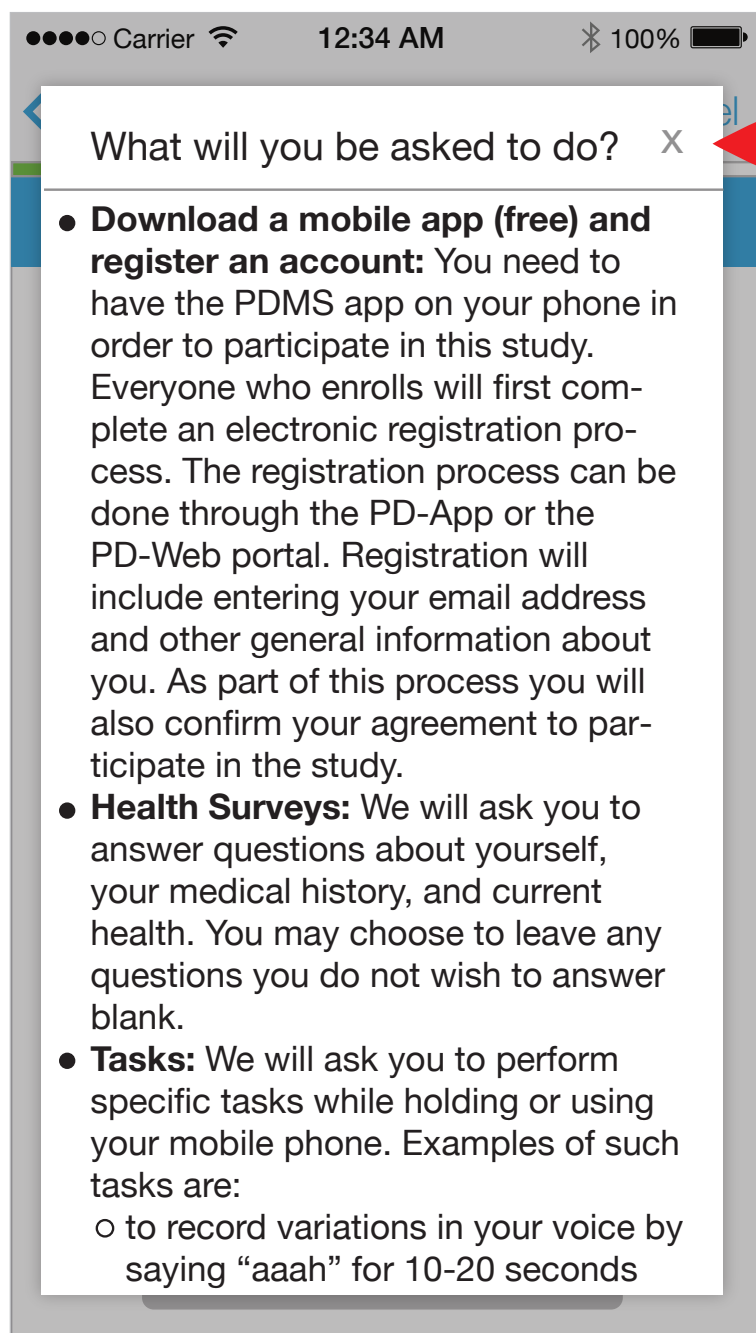 Carrier 12:34 AM 100%
el
What will you be asked to do? X
• Download a mobile app (free) and
register an account: You need to
have the PDMS app on your phone in
order to participate in this study.
Everyone who enrolls will first com-
plete an electronic registration pro-
cess. The registration process can be
done through the PD-App or the
PD-Web portal. Registration will
include entering your email address
and other general information about
you. As part of this process you will
also confirm your agreement to par-
ticipate in the study.
• Health Surveys: We will ask you to
answer questions about yourself,
your medical history, and current
health. You may choose to leave any
questions you do not wish to answer
blank.
• Tasks: We will ask you to perform
specific tasks while holding or using
your mobile phone. Examples of such
tasks are:
○ to record variations in your voice by
saying “aaah” for 10-20 seconds